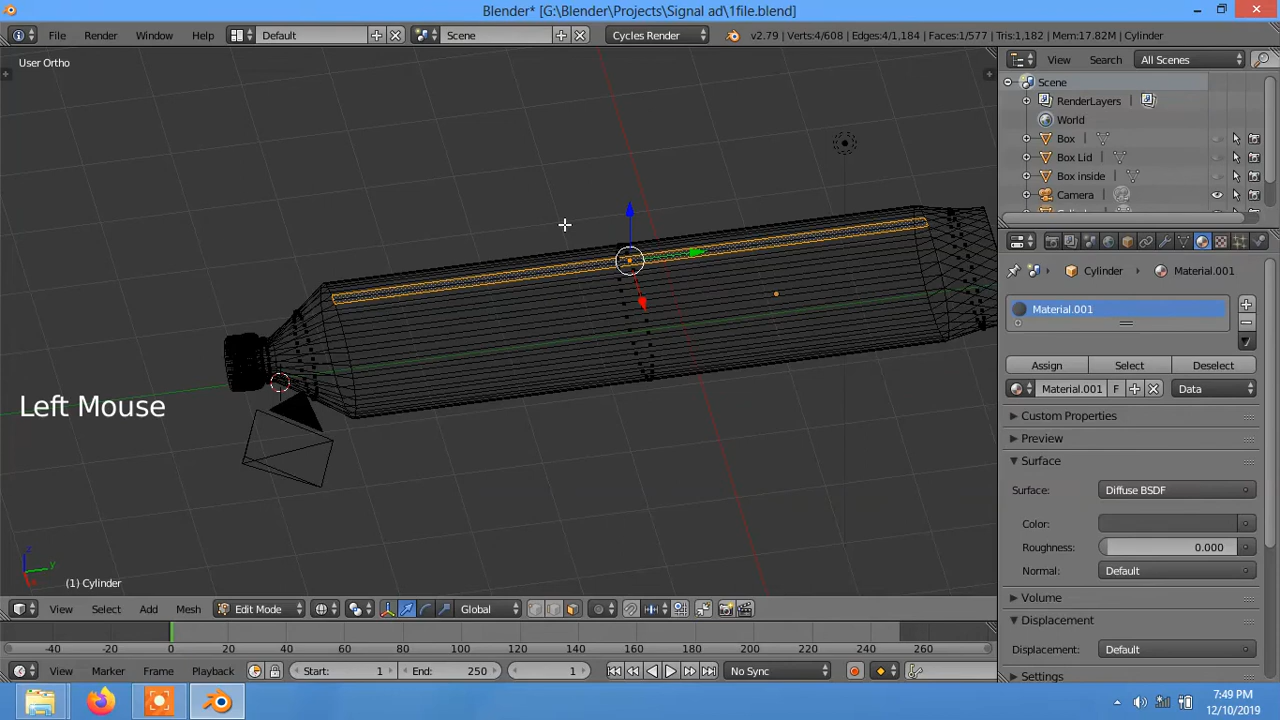 Blender* [G:\Blender\Projects\Signal ad\1file.blend]
File Render Window Help Default Scene Cycles Render v2.79 | Verts:4/608 | Edges:4/1,184 | Faces:1/577 | Tris:1,182 | Mem:17.82M | Cylinder
User Ortho
View Search All Scenes
Scene
RenderLayers
World
Box
Box Lid
Box inside
Camera
Cylinder Material.001
Material.001
Assign Select Deselect
Material.001 F Data
Custom Properties
Preview
Surface
Surface: Diffuse BSDF
Color:
Roughness: 0.000
Normal: Default
Volume
Displacement
Displacement: Default
Settings
Left Mouse
z
y
x
(1) Cylinder
View Select Add Mesh Edit Mode Global
-40 -20 0 20 40 60 80 100 120 140 160 180 200 220 240 260
View Marker Frame Playback Start: 1 End: 250 1 No Sync
7:49 PM
12/10/2019